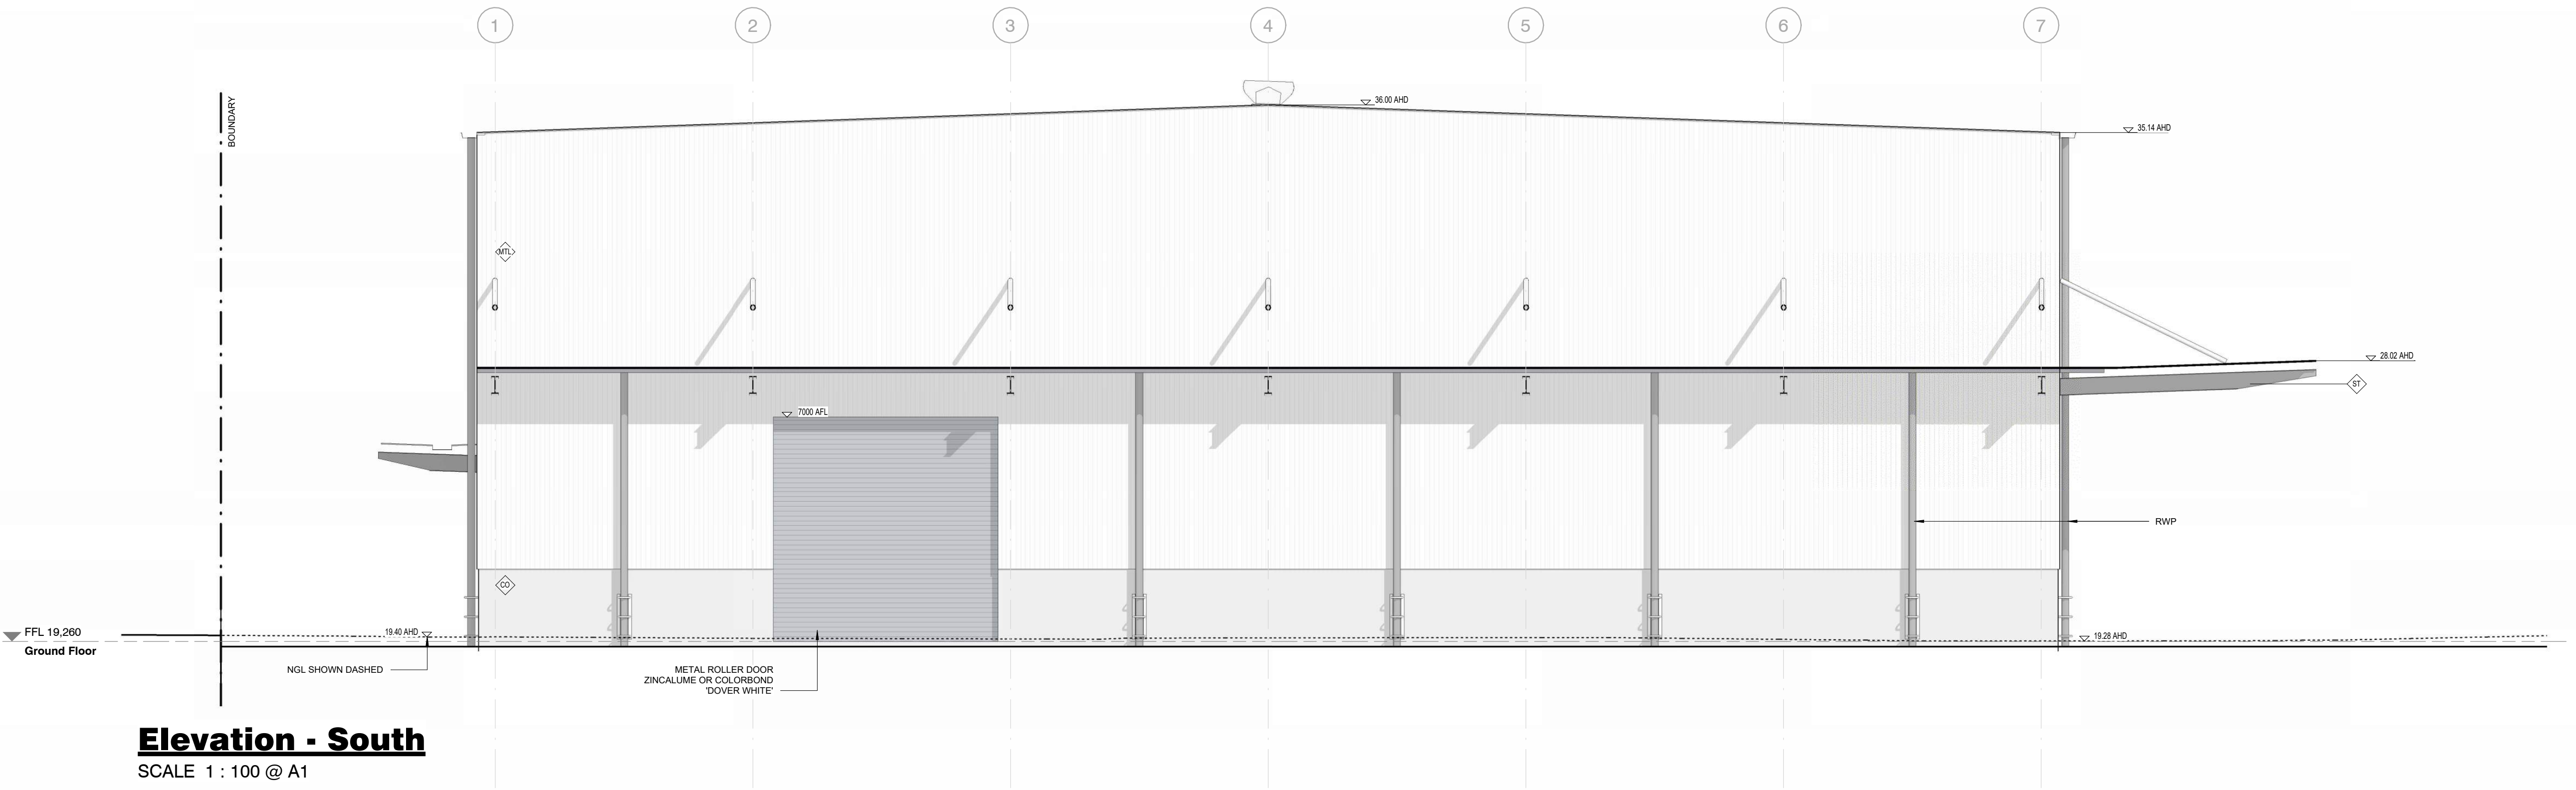 1 2 3 4 5 6 7
BOUNDARY
36.00 AHD
35.14 AHD
MTL
28.02 AHD
ST
7000 AFL
RWP
CO
FFL 19,260
Ground Floor
19.40 AHD
19.28 AHD
NGL SHOWN DASHED
METAL ROLLER DOOR
ZINCALUME OR COLORBOND
'DOVER WHITE'
Elevation - South
SCALE 1 : 100 @ A1